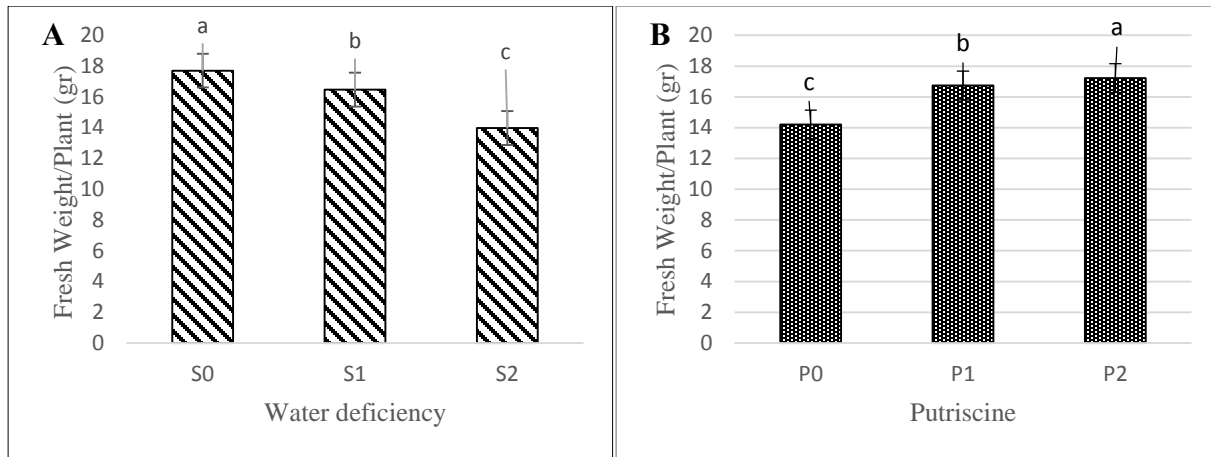 A
Fresh Weight/Plant (gr)
20
18
16
14
12
10
8
6
4
2
0
a
b
c
S0 S1 S2
Water deficiency
B
Fresh Weight/Plant (gr)
20
18
16
14
12
10
8
6
4
2
0
c
b
a
P0 P1 P2
Putriscine